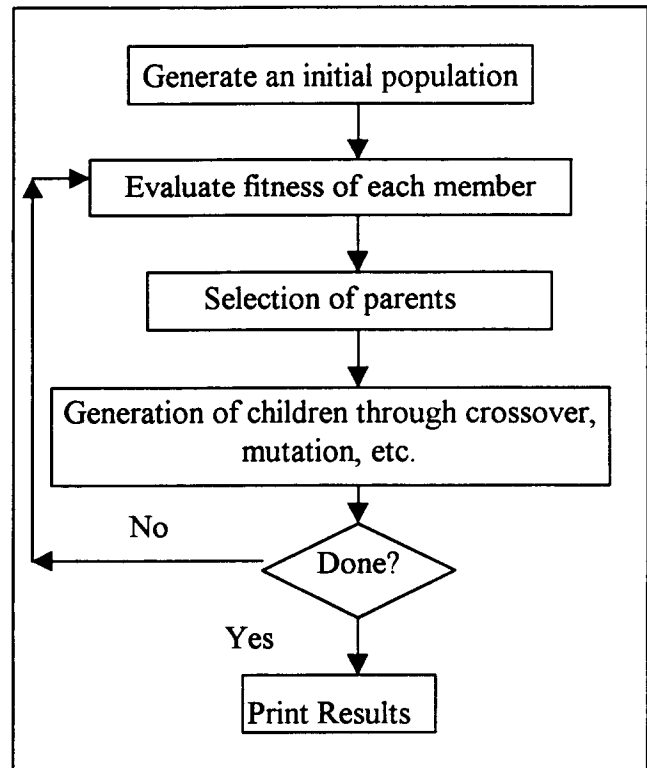 Generate an initial population
Evaluate fitness of each member
Selection of parents
Generation of children through crossover,
mutation, etc.
No
Done?
Yes
Print Results